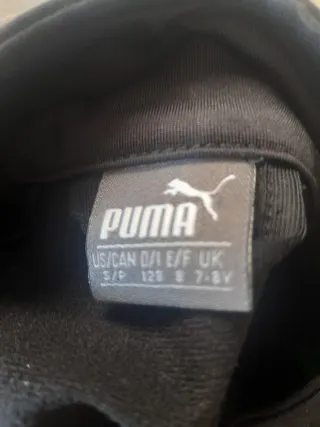 PUMA
US/CAN D/I E/F UK
S/P 128 8 7-8Y